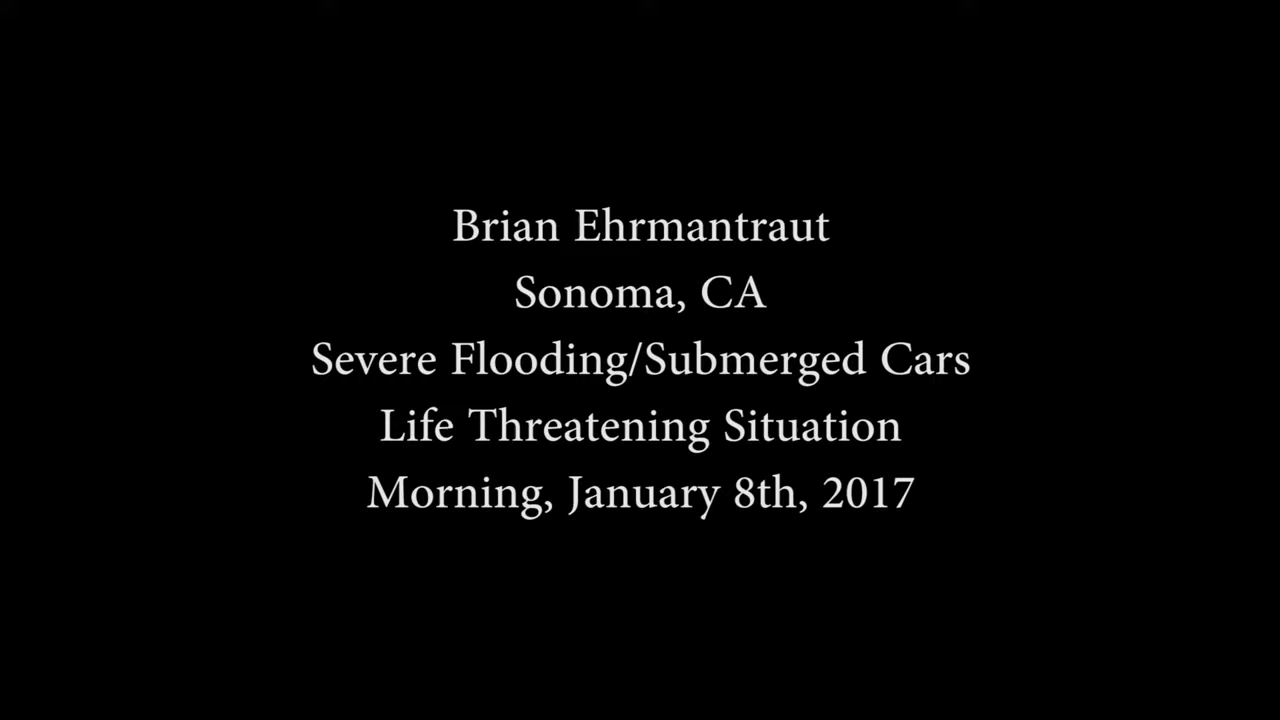 Brian Ehrmantraut
Sonoma, CA
Severe Flooding/Submerged Cars
Life Threatening Situation
Morning, January 8th, 2017